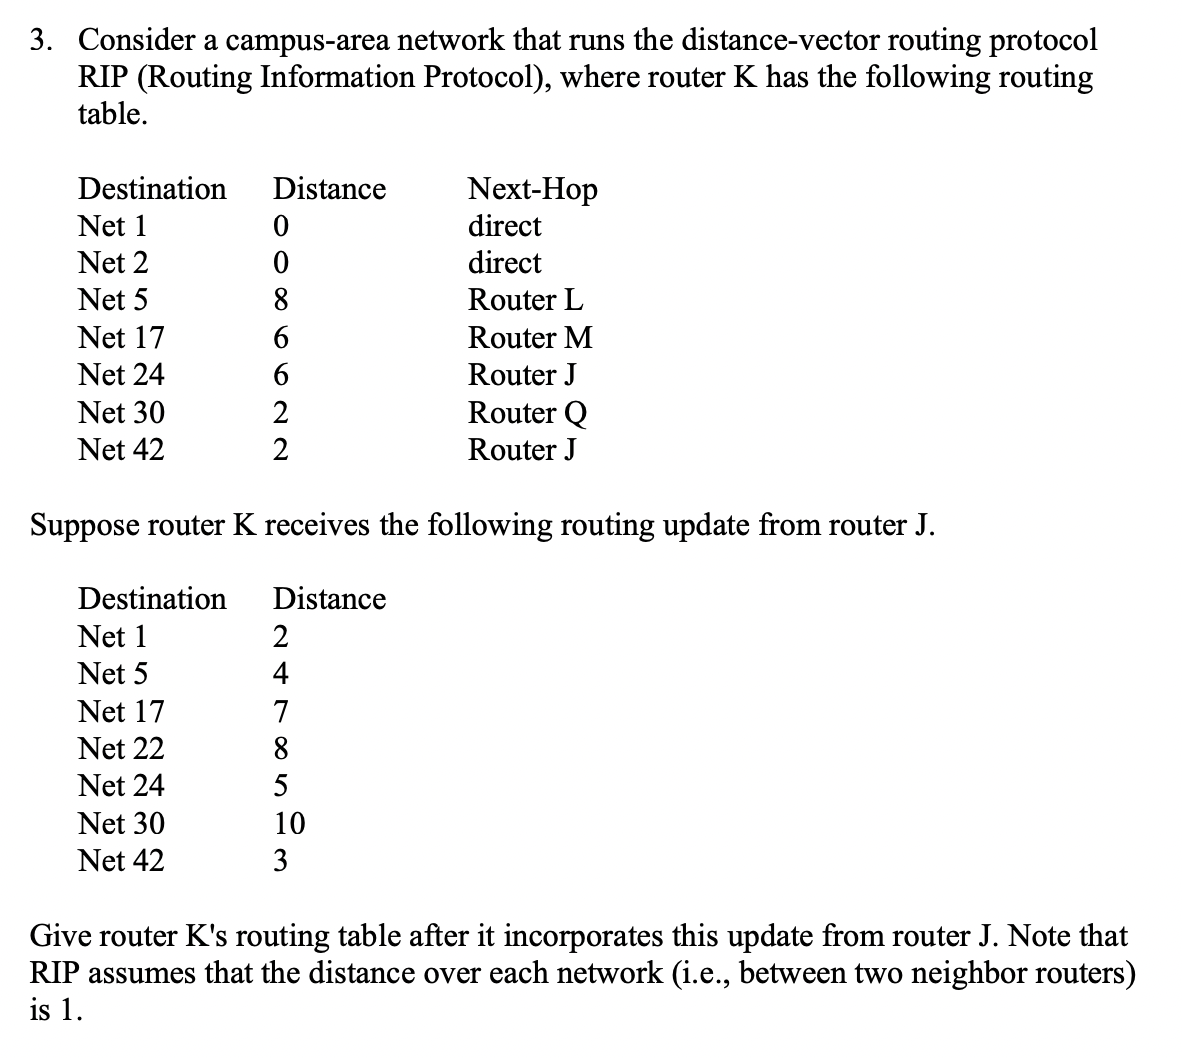 3. Consider a campus-area network that runs the distance-vector routing protocol
RIP (Routing Information Protocol), where router K has the following routing
table.
Destination Distance Next-Hop
Net 1 0 direct
Net 2 0 direct
Net 5 8 Router L
Net 17 6 Router M
Net 24 6 Router J
Net 30 2 Router Q
Net 42 2 Router J
Suppose router K receives the following routing update from router J.
Destination Distance
Net 1 2
Net 5 4
Net 17 7
Net 22 8
Net 24 5
Net 30 10
Net 42 3
Give router K's routing table after it incorporates this update from router J. Note that
RIP assumes that the distance over each network (i.e., between two neighbor routers)
is 1.